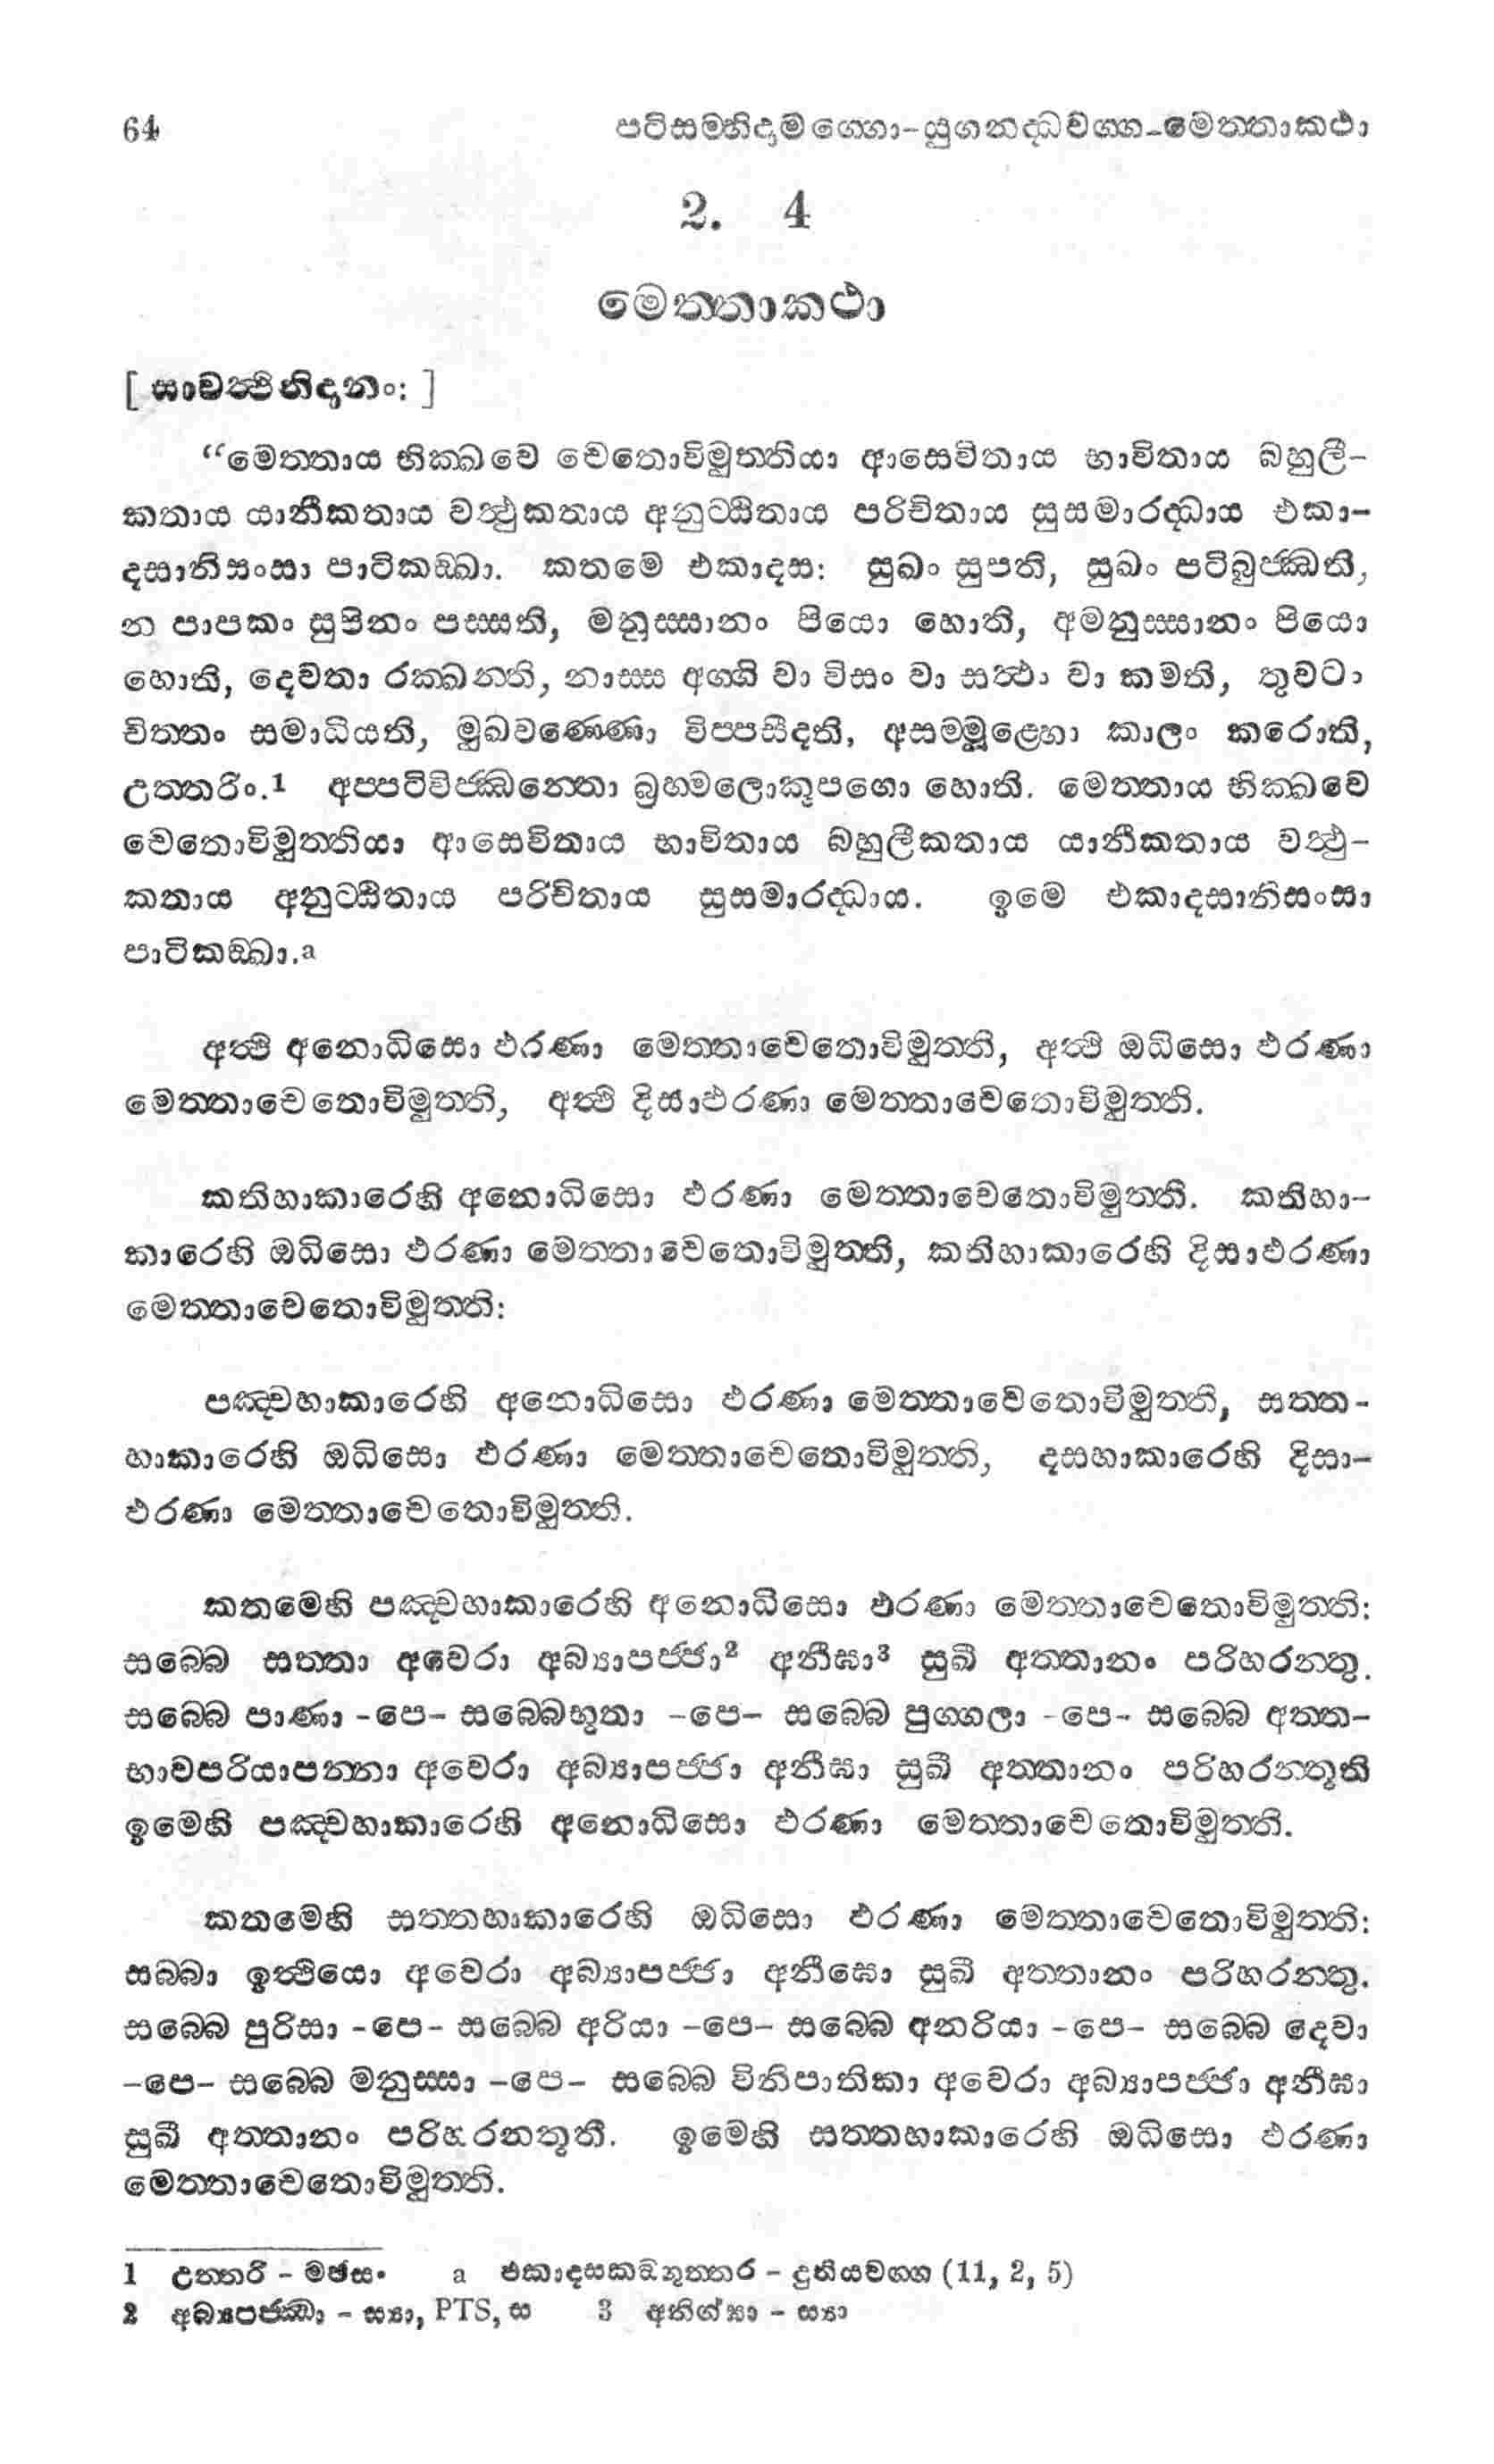 64 පටිසම්භිදාමග්ගො-යුගනද්ධවග්ග-මෙත්තාකථා
2. 4
මෙත්තාකථා
[ සාවත්ථිනිදානං: ]
“මෙත්තාය භික්ඛවෙ චෙතොවිමුත්තියා ආසෙවිතාය භාවිතාය බහුලී-
කතාය යානීකතාය වත්ථුකතාය අනුට්ඨිතාය පරිචිතාය සුසමාරද්ධාය එකා-
දසානිසංසා පාටිකඞ්ඛා. කතමෙ එකාදස: සුඛං සුපති, සුඛං පටිබුජ්ඣති,
න පාපකං සුපිනං පස්සති, මනුස්සානං පියො හොති, අමනුස්සානං පියො
හොති, දෙවතා රක්ඛන්ති, නාස්ස අග්ගි වා විසං වා සත්ථං වා කමති, තුවටං
චිත්තං සමාධියති, මුඛවණ්ණො විප්පසීදති, අසම්මූළ්හො කාලං කරොති,
උත්තරිං.1 අප්පටිවිජ්ඣන්තො බ්‍රහ්මලොකූපගො හොති. මෙත්තාය භික්ඛවෙ
චෙතොවිමුත්තියා ආසෙවිතාය භාවිතාය බහුලීකතාය යානීකතාය වත්ථු-
කතාය අනුට්ඨිතාය පරිචිතාය සුසමාරද්ධාය. ඉමෙ එකාදසානිසංසා
පාටිකඞ්ඛා.a
අත්ථි අනොධිසො ඵරණා මෙත්තාචෙතොවිමුත්ති, අත්ථි ඔධිසො ඵරණා
මෙත්තාචෙතොවිමුත්ති, අත්ථි දිසාඵරණා මෙත්තාචෙතොවිමුත්ති.
කතිහාකාරෙහි අනොධිසො ඵරණා මෙත්තාචෙතොවිමුත්ති. කතිහා-
කාරෙහි ඔධිසො ඵරණා මෙත්තාචෙතොවිමුත්ති, කතිහාකාරෙහි දිසාඵරණා
මෙත්තාචෙතොවිමුත්ති:
පඤ්චහාකාරෙහි අනොධිසො ඵරණා මෙත්තාචෙතොවිමුත්ති, සත්ත-
හාකාරෙහි ඔධිසො ඵරණා මෙත්තාචෙතොවිමුත්ති, දසහාකාරෙහි දිසා-
ඵරණා මෙත්තාචෙතොවිමුත්ති.
කතමෙහි පඤ්චහාකාරෙහි අනොධිසො ඵරණා මෙත්තාචෙතොවිමුත්ති:
සබ්බෙ සත්තා අවෙරා අබ්‍යාපජ්ජා2 අනීඝා3 සුඛී අත්තානං පරිහරන්තු.
සබ්බෙ පාණා -පෙ- සබ්බෙභූතා -පෙ- සබ්බෙ පුග්ගලා -පෙ- සබ්බෙ අත්ත-
භාවපරියාපන්නා අවෙරා අබ්‍යාපජ්ජා අනීඝා සුඛී අත්තානං පරිහරන්තූති
ඉමෙහි පඤ්චහාකාරෙහි අනොධිසො ඵරණා මෙත්තාචෙතොවිමුත්ති.
කතමෙහි සත්තහාකාරෙහි ඔධිසො ඵරණා මෙත්තාචෙතොවිමුත්ති:
සබ්බා ඉත්ථියො අවෙරා අබ්‍යාපජ්ජා අනීඝො සුඛී අත්තානං පරිහරන්තු.
සබ්බෙ පුරිසා -පෙ- සබ්බෙ අරියා -පෙ- සබ්බෙ අනරියා -පෙ- සබ්බෙ දෙවා
-පෙ- සබ්බෙ මනුස්සා -පෙ- සබ්බෙ විනිපාතිකා අවෙරා අබ්‍යාපජ්ජා අනීඝා
සුඛී අත්තානං පරිහරන්තූති. ඉමෙහි සත්තහාකාරෙහි ඔධිසො ඵරණා
මෙත්තාචෙතොවිමුත්ති.
1 උත්තරි - මඡසං a එකාදසකඞ්ගුත්තර - දුතියවග්ග (11, 2, 5)
2 අබ්‍යපජ්ඣා - ස්‍යා, PTS, ස 3 - ස්‍යා